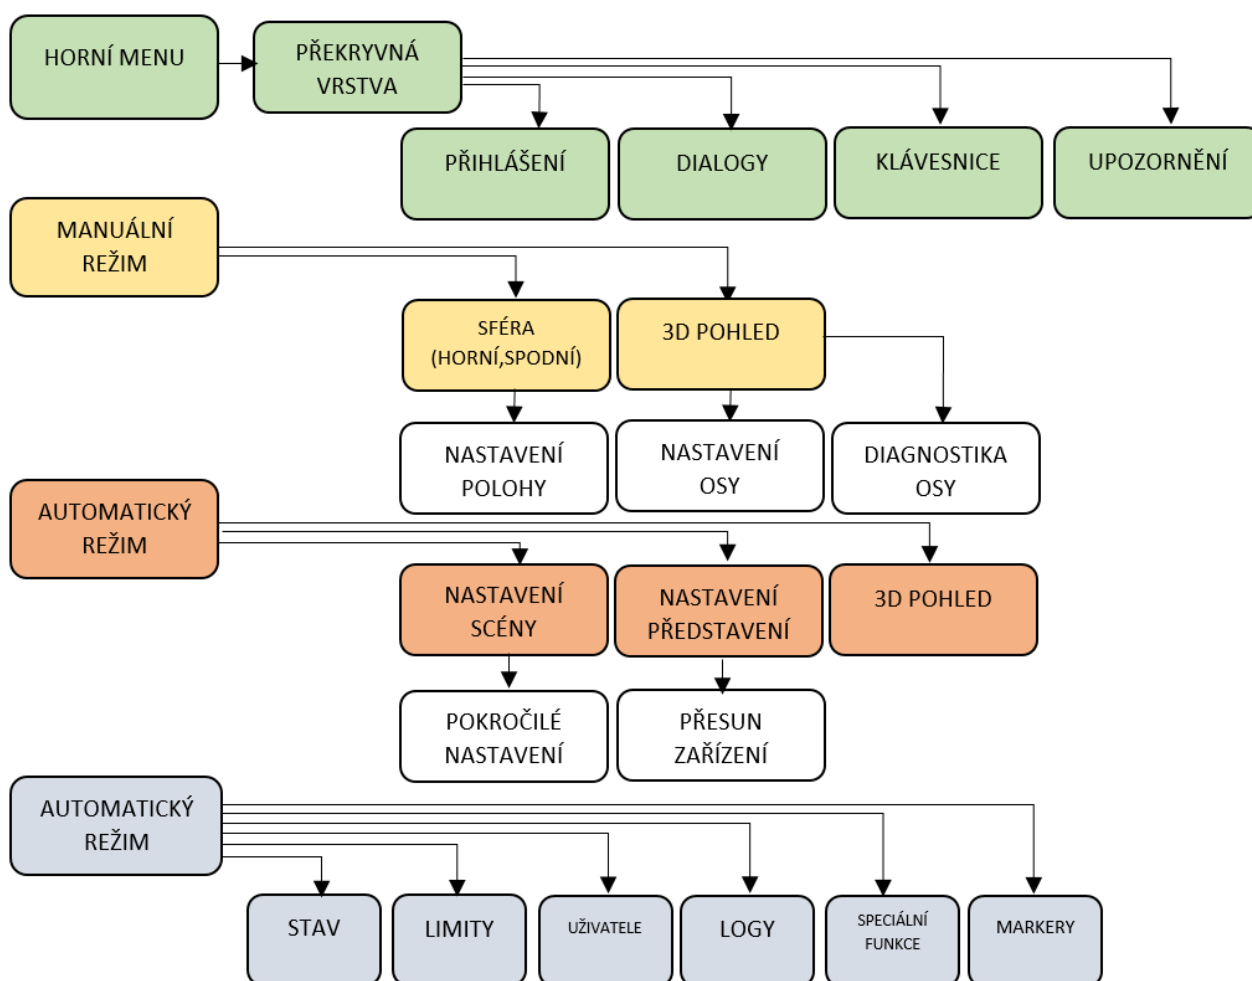 HORNÍ MENU
PŘEKRYVNÁ
VRSTVA
PŘIHLÁŠENÍ
DIALOGY
KLÁVESNICE
UPOZORNĚNÍ
MANUÁLNÍ
REŽIM
SFÉRA
(HORNÍ,SPODNÍ)
3D POHLED
NASTAVENÍ
POLOHY
NASTAVENÍ
OSY
DIAGNOSTIKA
OSY
AUTOMATICKÝ
REŽIM
NASTAVENÍ
SCÉNY
NASTAVENÍ
PŘEDSTAVENÍ
3D POHLED
POKROČILÉ
NASTAVENÍ
PŘESUN
ZAŘÍZENÍ
AUTOMATICKÝ
REŽIM
STAV
LIMITY
UŽIVATELE
LOGY
SPECIÁLNÍ
FUNKCE
MARKERY